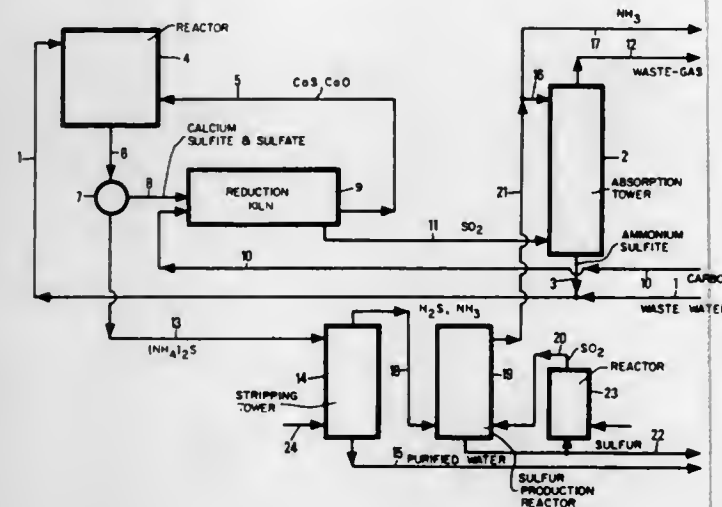 REACTOR
4
5
CaS, CaO
1
6
CALCIUM
SULFITE & SULFATE
7
8
REDUCTION
KILN
9
11
SO2
10
NH3
17
12
WASTE-GAS
16
2
21
ABSORPTION
TOWER
AMMONIUM
SULFITE
3
10
CARBO
1
WASTE WATER
13
(NH4)2S
H2S, NH3
14
STRIPPING
TOWER
24
18
19
20
SO2
REACTOR
23
SULFUR
22
15
PURIFIED WATER
SULFUR
PRODUCTION
REACTOR